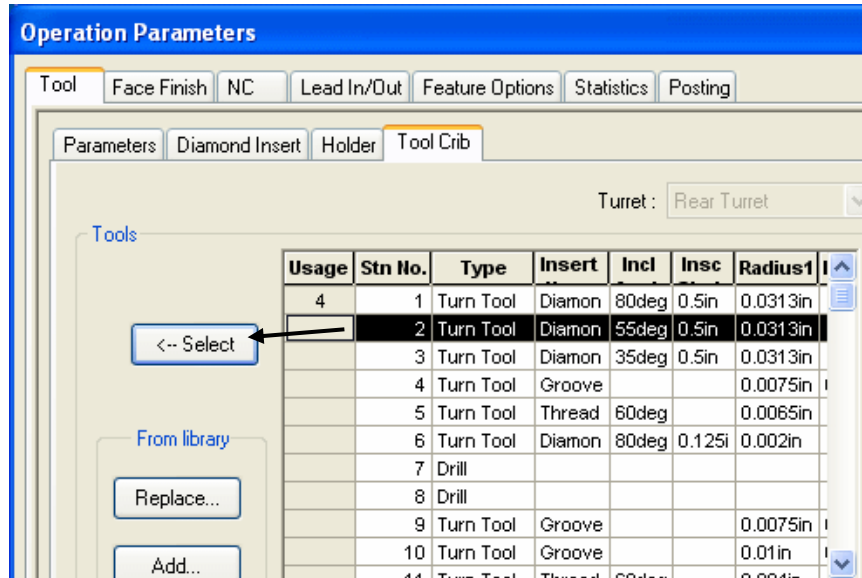 Operation Parameters
Tool Face Finish NC Lead In/Out Feature Options Statistics Posting
Parameters Diamond Insert Holder Tool Crib
Turret : Rear Turret
Tools
Usage Stn No. Type Insert Incl Insc Radius1
4 1 Turn Tool Diamon 80deg 0.5in 0.0313in
<-- Select
2 Turn Tool Diamon 55deg 0.5in 0.0313in
3 Turn Tool Diamon 35deg 0.5in 0.0313in
4 Turn Tool Groove 0.0075in
5 Turn Tool Thread 60deg 0.0065in
From library
6 Turn Tool Diamon 80deg 0.125i 0.002in
7 Drill
Replace...
8 Drill
9 Turn Tool Groove 0.0075in
Add...
10 Turn Tool Groove 0.01in